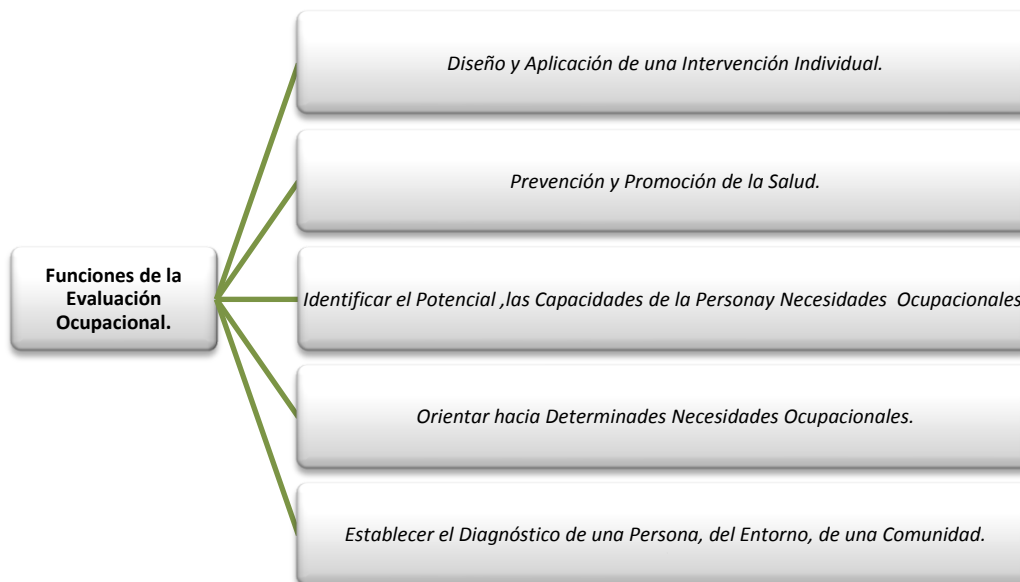 Diseño y Aplicación de una Intervención Individual.
Prevención y Promoción de la Salud.
Funciones de la
Evaluación
Ocupacional.
Identificar el Potencial ,las Capacidades de la Personay Necesidades Ocupacionales
Orientar hacia Determinades Necesidades Ocupacionales.
Establecer el Diagnóstico de una Persona, del Entorno, de una Comunidad.